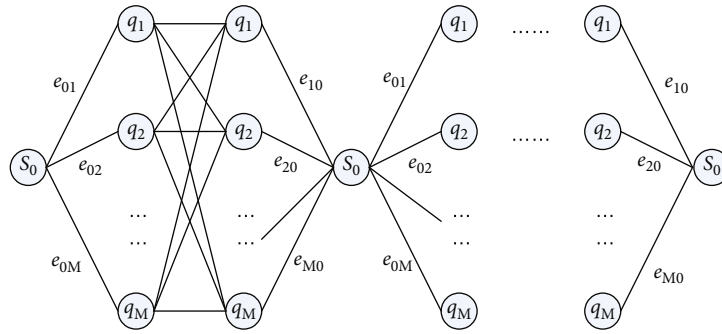 q1 q1 q1 ...... q1
e01 e10 e01 e10
q2 q2 q2 ...... q2
S0 e02 e20 S0 e02 e20 S0
... ... ... ...
... ... ... ...
e0M eM0 e0M eM0
qM qM qM qM